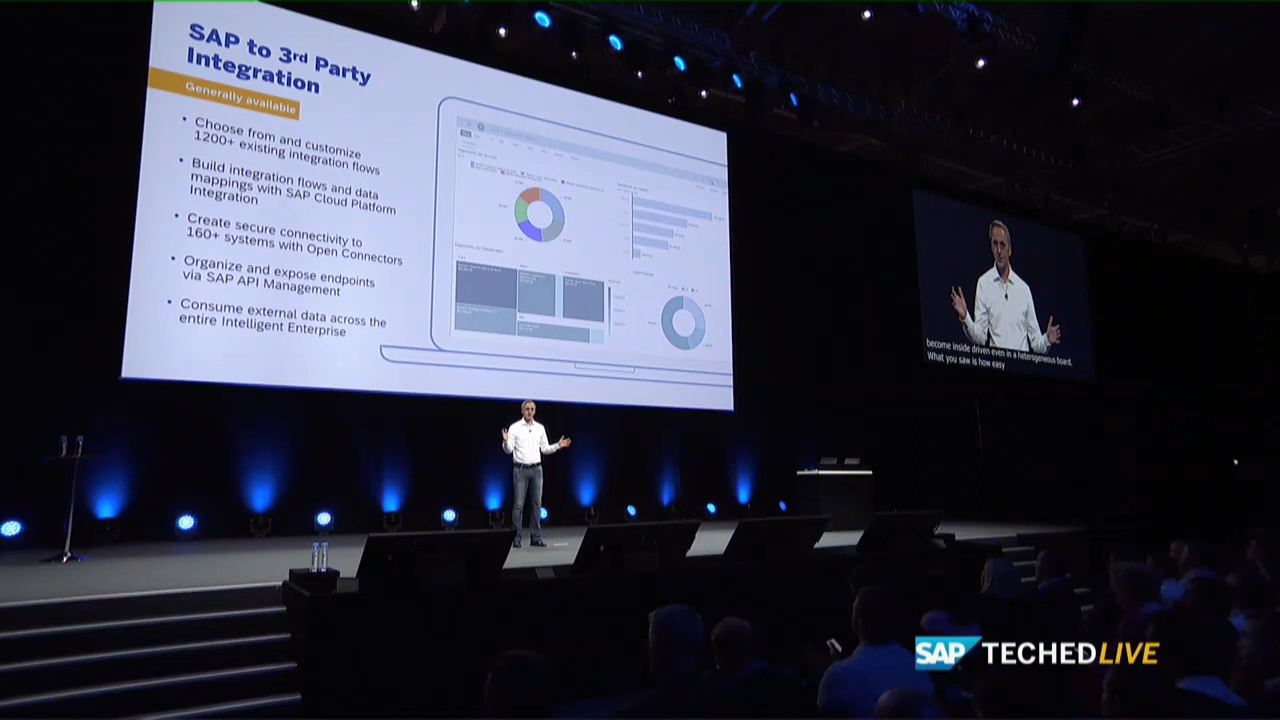 SAP to 3rd Party
Integration
Generally available
• Choose from and customize
1200+ existing integration flows
• Build integration flows and data
mappings with SAP Cloud Platform
Integration
• Create secure connectivity to
160+ systems with Open Connectors
• Organize and expose endpoints
via SAP API Management
• Consume external data across the
entire Intelligent Enterprise
become inside driven even in a heterogeneous board.
What you saw is how easy
SAP TECHED LIVE